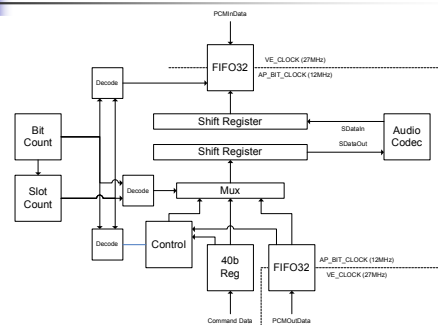 PCMInData
VE_CLOCK (27MHz)
FIFO32
AP_BIT_CLOCK (12MHz)
Decode
Shift Register
SDataIn
Bit Count
Audio Codec
SDataOut
Shift Register
Slot Count
Decode
Mux
Decode
Control
40b Reg
FIFO32
AP_BIT_CLOCK (12MHz)
VE_CLOCK (27MHz)
Command Data
PCMOutData